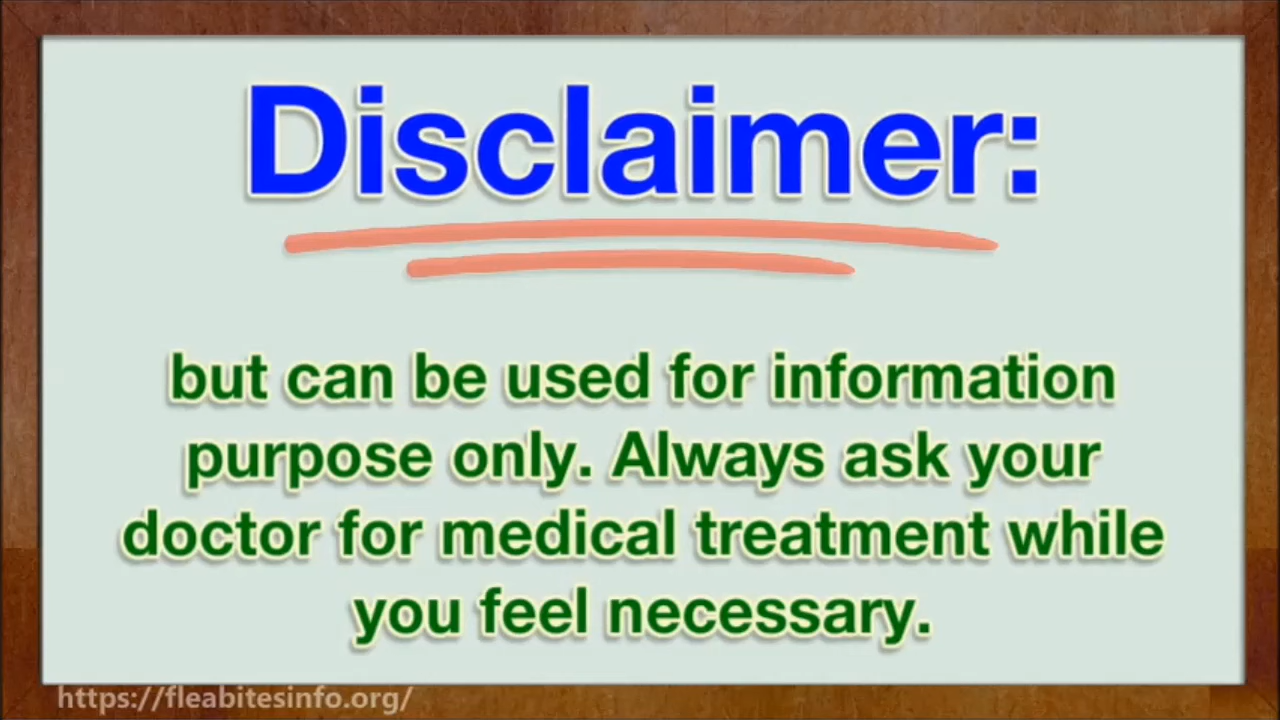 Disclaimer:
but can be used for information
purpose only. Always ask your
doctor for medical treatment while
you feel necessary.
https://fleabitesinfo.org/